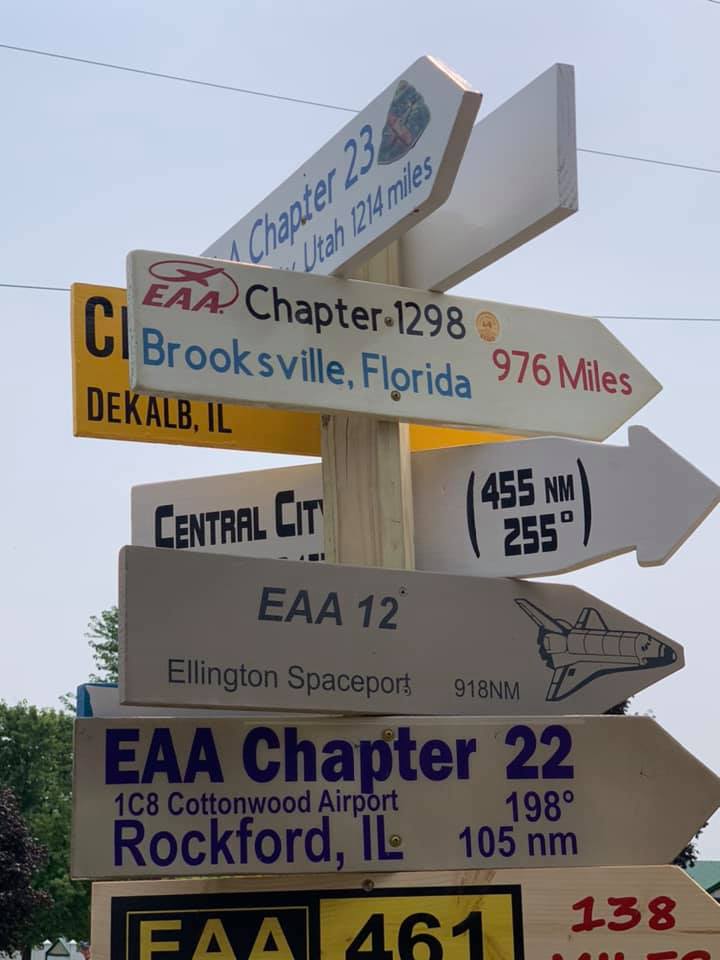 Chapter 23
Utah 1214 miles
EAA Chapter 1298
Brooksville, Florida 976 Miles
DEKALB, IL
CENTRAL CIT
(455 NM
255°)
EAA 12
Ellington Spaceport 918NM
EAA Chapter 22
1C8 Cottonwood Airport 198°
Rockford, IL 105 nm
EAA 461 138
MILES